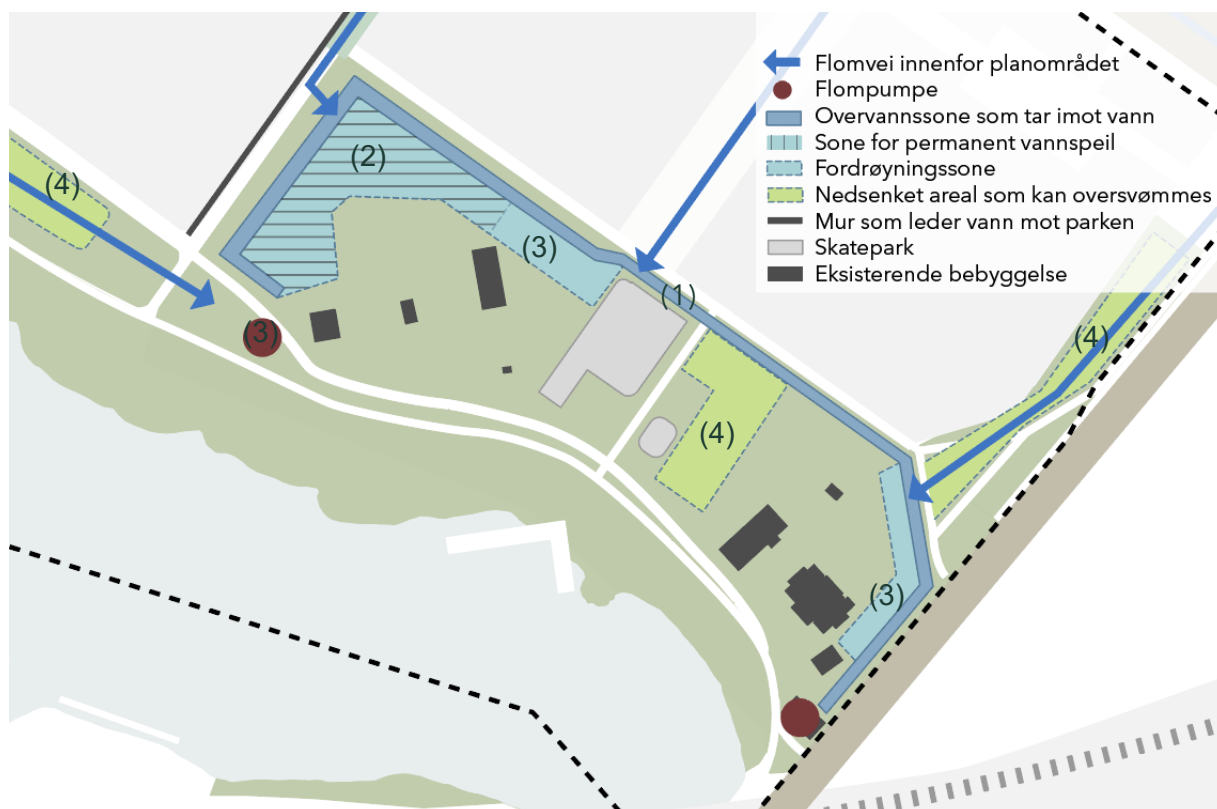 Flomvei innenfor planområdet
Flompumpe
Overvannssone som tar imot vann
Sone for permanent vannspeil
Fordrøyningssone
Nedsenket areal som kan oversvømmes
Mur som leder vann mot parken
Skatepark
Eksisterende bebyggelse
(2)
(4)
(3)
(1)
(3)
(4)
(4)
(3)